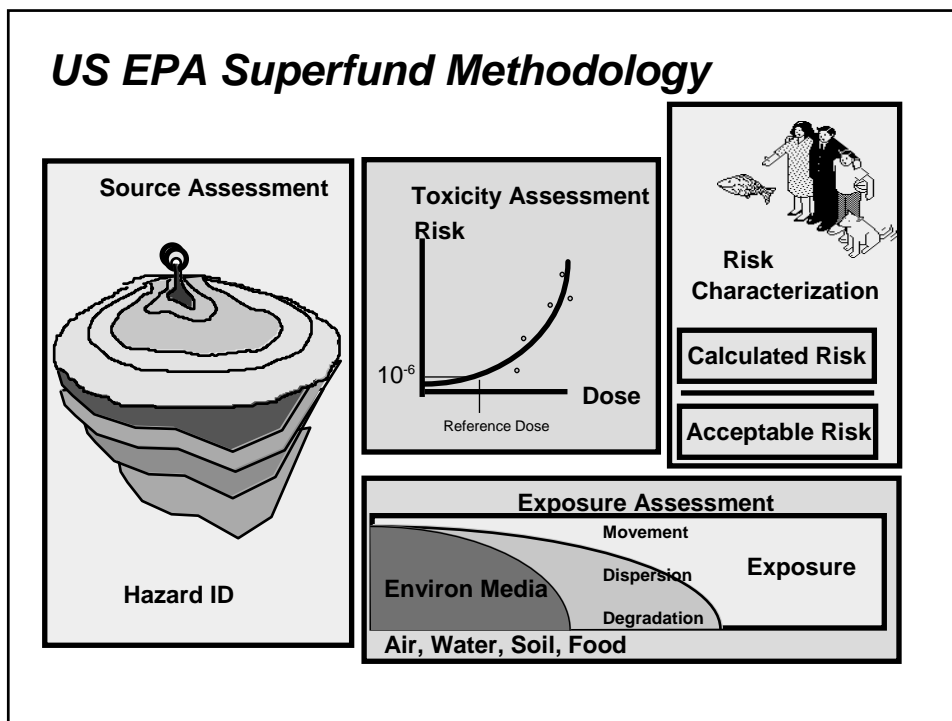 US EPA Superfund Methodology
Source Assessment
Hazard ID
Toxicity Assessment
Risk
10-6
Dose
Reference Dose
Risk
Characterization
Calculated Risk
Acceptable Risk
Exposure Assessment
Movement
Dispersion
Degradation
Environ Media
Exposure
Air, Water, Soil, Food